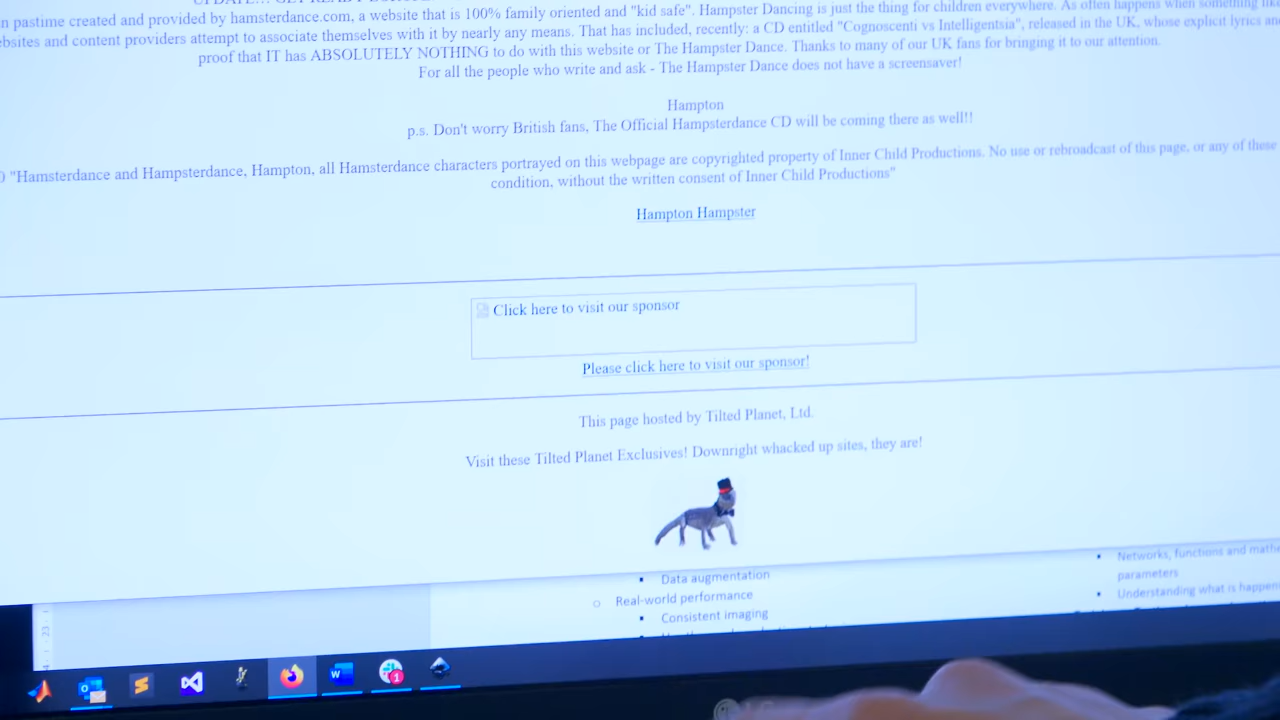 n pastime created and provided by hamsterdance.com, a website that is 100% family oriented and "kid safe". Hampster Dancing is just the thing for children everywhere. As often happens when something
ebsites and content providers attempt to associate themselves with it by nearly any means. That has included, recently: a CD entitled "Cognoscenti vs Intelligentsia", released in the UK, whose explicit lyrics
proof that IT has ABSOLUTELY NOTHING to do with this website or The Hampster Dance. Thanks to many of our UK fans for bringing it to our attention.
For all the people who write and ask - The Hampster Dance does not have a screensaver!
Hampton
p.s. Don't worry British fans, The Official Hampsterdance CD will be coming there as well!!
) "Hamsterdance and Hampsterdance, Hampton, all Hamsterdance characters portrayed on this webpage are copyrighted property of Inner Child Productions. No use or rebroadcast of this page, or any of these
condition, without the written consent of Inner Child Productions"
Hampton Hampster
Click here to visit our sponsor
Please click here to visit our sponsor!
This page hosted by Tilted Planet, Ltd.
Visit these Tilted Planet Exclusives! Downright whacked up sites, they are!
Data augmentation
Real-world performance
Consistent imaging
Networks, functions and
parameters
Understanding what is
23
W
1